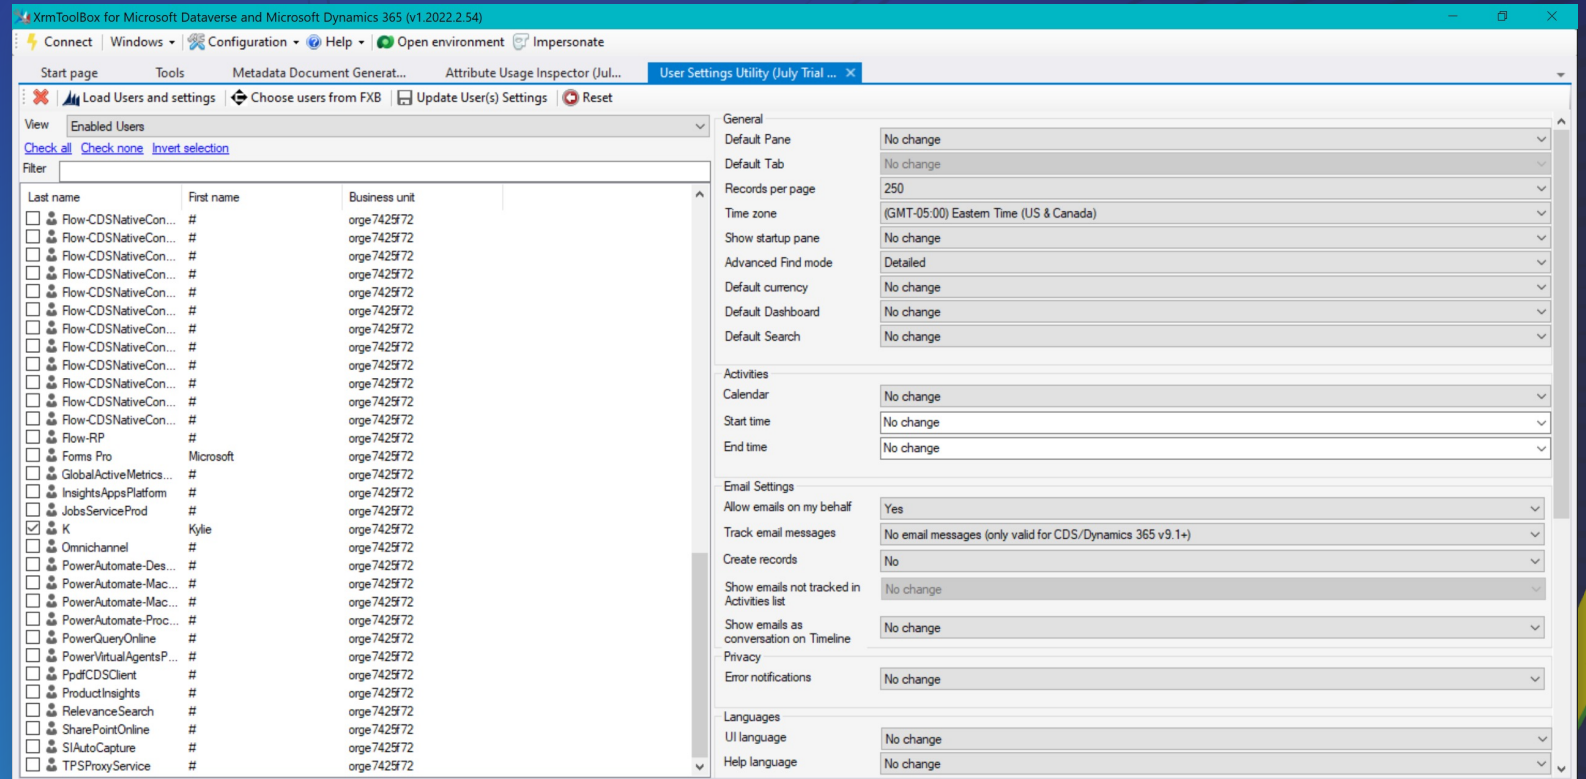 XrmToolBox for Microsoft Dataverse and Microsoft Dynamics 365 (v1.2022.2.54)
Connect Windows Configuration Help Open environment Impersonate
Start page Tools Metadata Document Generat... Attribute Usage Inspector (Jul... User Settings Utility (July Trial ...
Load Users and settings Choose users from FXB Update User(s) Settings Reset
View Enabled Users
Check all Check none Invert selection
Filter
Last name First name Business unit
Flow-CDSNativeCon... # orge7425f72
Flow-CDSNativeCon... # orge7425f72
Flow-CDSNativeCon... # orge7425f72
Flow-CDSNativeCon... # orge7425f72
Flow-CDSNativeCon... # orge7425f72
Flow-CDSNativeCon... # orge7425f72
Flow-CDSNativeCon... # orge7425f72
Flow-CDSNativeCon... # orge7425f72
Flow-CDSNativeCon... # orge7425f72
Flow-CDSNativeCon... # orge7425f72
Flow-CDSNativeCon... # orge7425f72
Flow-CDSNativeCon... # orge7425f72
Flow-RP # orge7425f72
Forms Pro Microsoft orge7425f72
GlobalActiveMetrics... # orge7425f72
InsightsAppsPlatform # orge7425f72
JobsServiceProd # orge7425f72
K Kylie orge7425f72
Omnichannel # orge7425f72
PowerAutomate-Des... # orge7425f72
PowerAutomate-Mac... # orge7425f72
PowerAutomate-Mac... # orge7425f72
PowerAutomate-Proc... # orge7425f72
PowerQueryOnline # orge7425f72
PowerVirtualAgentsP... # orge7425f72
PpdfCDSClient # orge7425f72
ProductInsights # orge7425f72
RelevanceSearch # orge7425f72
SharePointOnline # orge7425f72
SIAutoCapture # orge7425f72
TPSProxyService # orge7425f72
General
Default Pane No change
Default Tab No change
Records per page 250
Time zone (GMT-05:00) Eastern Time (US & Canada)
Show startup pane No change
Advanced Find mode Detailed
Default currency No change
Default Dashboard No change
Default Search No change
Activities
Calendar No change
Start time No change
End time No change
Email Settings
Allow emails on my behalf Yes
Track email messages No email messages (only valid for CDS/Dynamics 365 v9.1+)
Create records No
Show emails not tracked in No change
Activities list
Show emails as No change
conversation on Timeline
Privacy
Error notifications No change
Languages
UI language No change
Help language No change